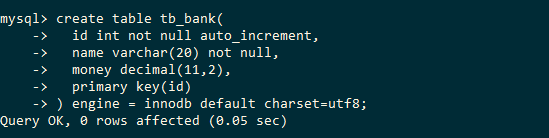 mysql> create table tb_bank(
    -> id int not null auto_increment,
    -> name varchar(20) not null,
    -> money decimal(11,2),
    -> primary key(id)
    -> ) engine = innodb default charset=utf8;
Query OK, 0 rows affected (0.05 sec)